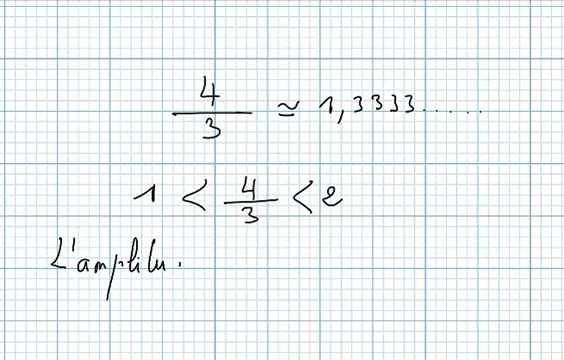 4/3 ≃ 1,3333.....
1 < 4/3 < 2
L'amplitu.